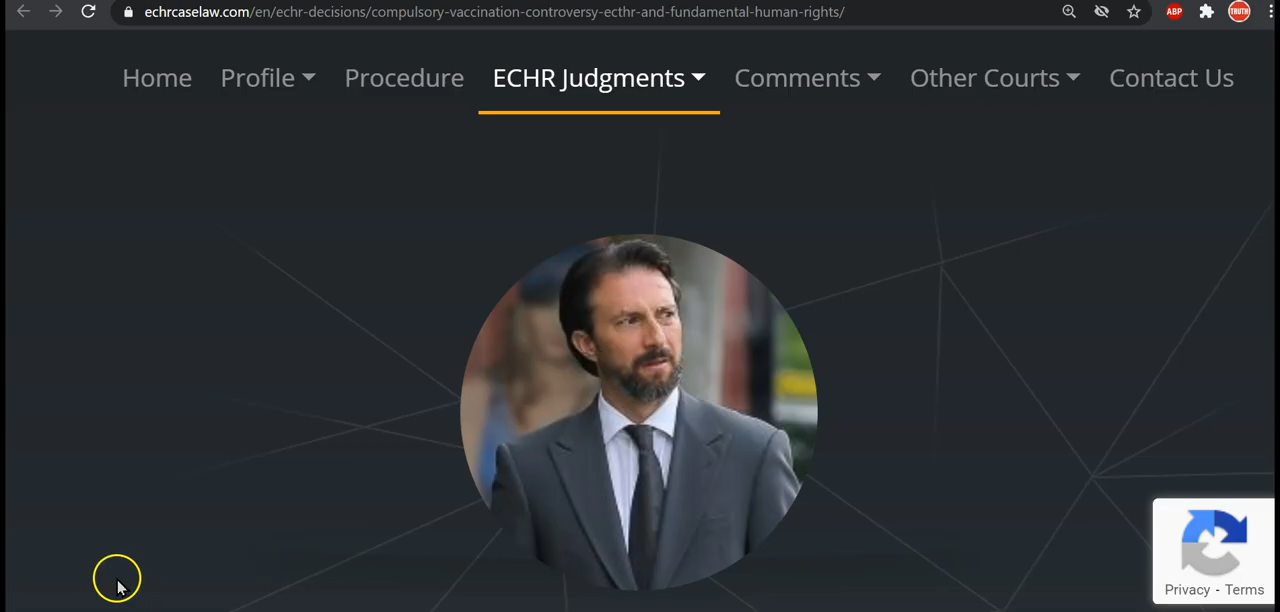 echrcaselaw.com/en/echr-decisions/compulsory-vaccination-controversy-ecthr-and-fundamental-human-rights/
ABP
TRUTH
Home Profile Procedure ECHR Judgments Comments Other Courts Contact Us
Privacy - Terms